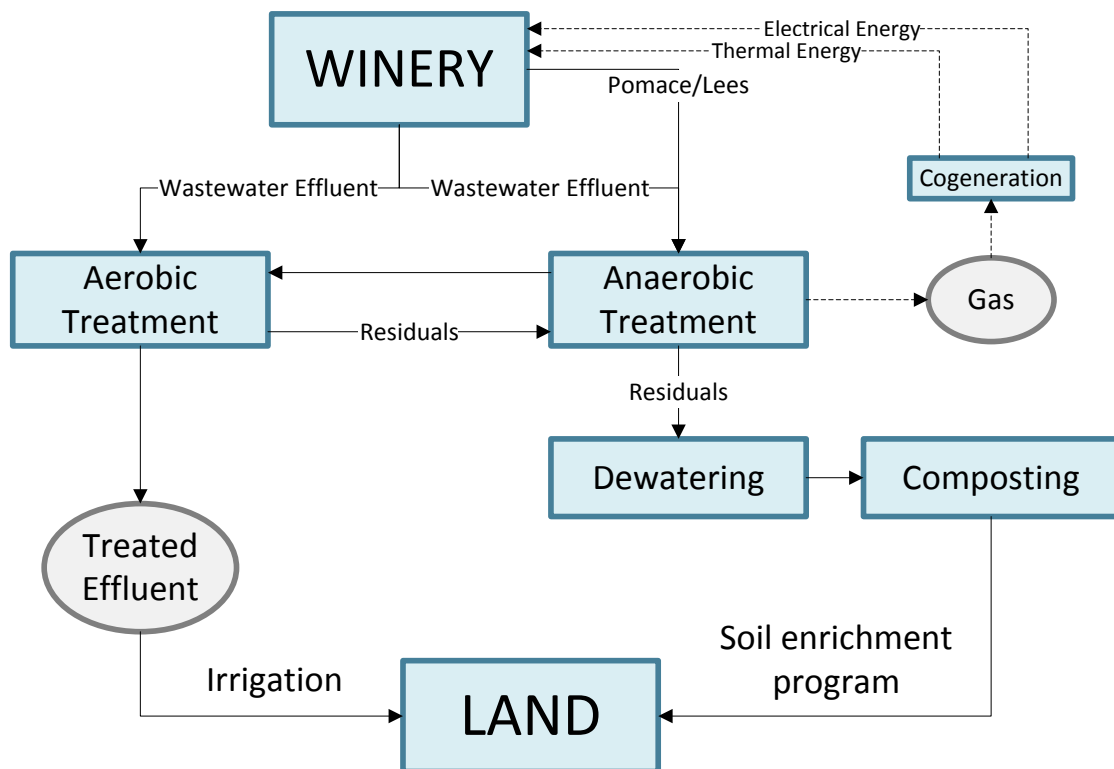 Electrical Energy
Thermal Energy
WINERY
Pomace/Lees
Cogeneration
Wastewater Effluent
Wastewater Effluent
Aerobic
Treatment
Anaerobic
Treatment
Gas
Residuals
Residuals
Dewatering
Composting
Treated
Effluent
Soil enrichment
program
Irrigation
LAND